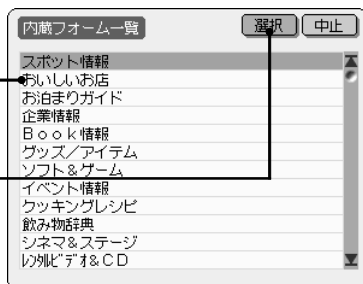 内蔵フォーム一覧 選択 中止
スポット情報
おいしいお店
お泊まりガイド
企業情報
Ｂｏｏｋ情報
グッズ／アイテム
ソフト＆ゲーム
イベント情報
クッキングレシピ
飲み物辞典
シネマ＆ステージ
ﾚﾝﾀﾙﾋﾞﾃﾞｵ&ＣＤ